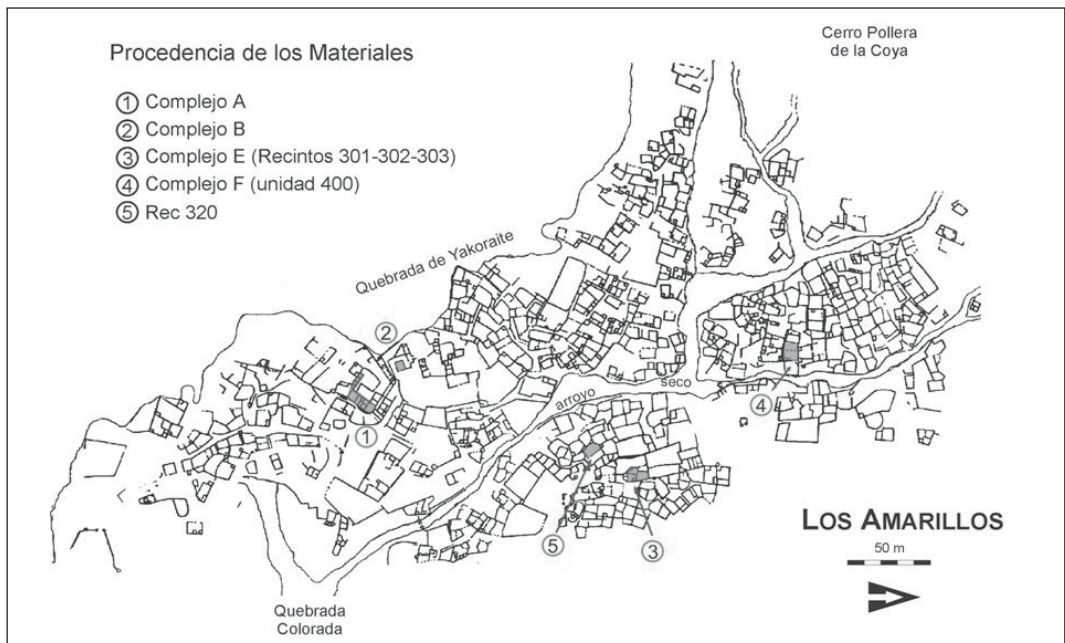 Procedencia de los Materiales
① Complejo A
② Complejo B
③ Complejo E (Recintos 301-302-303)
④ Complejo F (unidad 400)
⑤ Rec 320
Cerro Pollera
de la Coya
Quebrada de Yakoraite
②
①
arroyo
seco
④
⑤
③
LOS AMARILLOS
50 m
Quebrada
Colorada